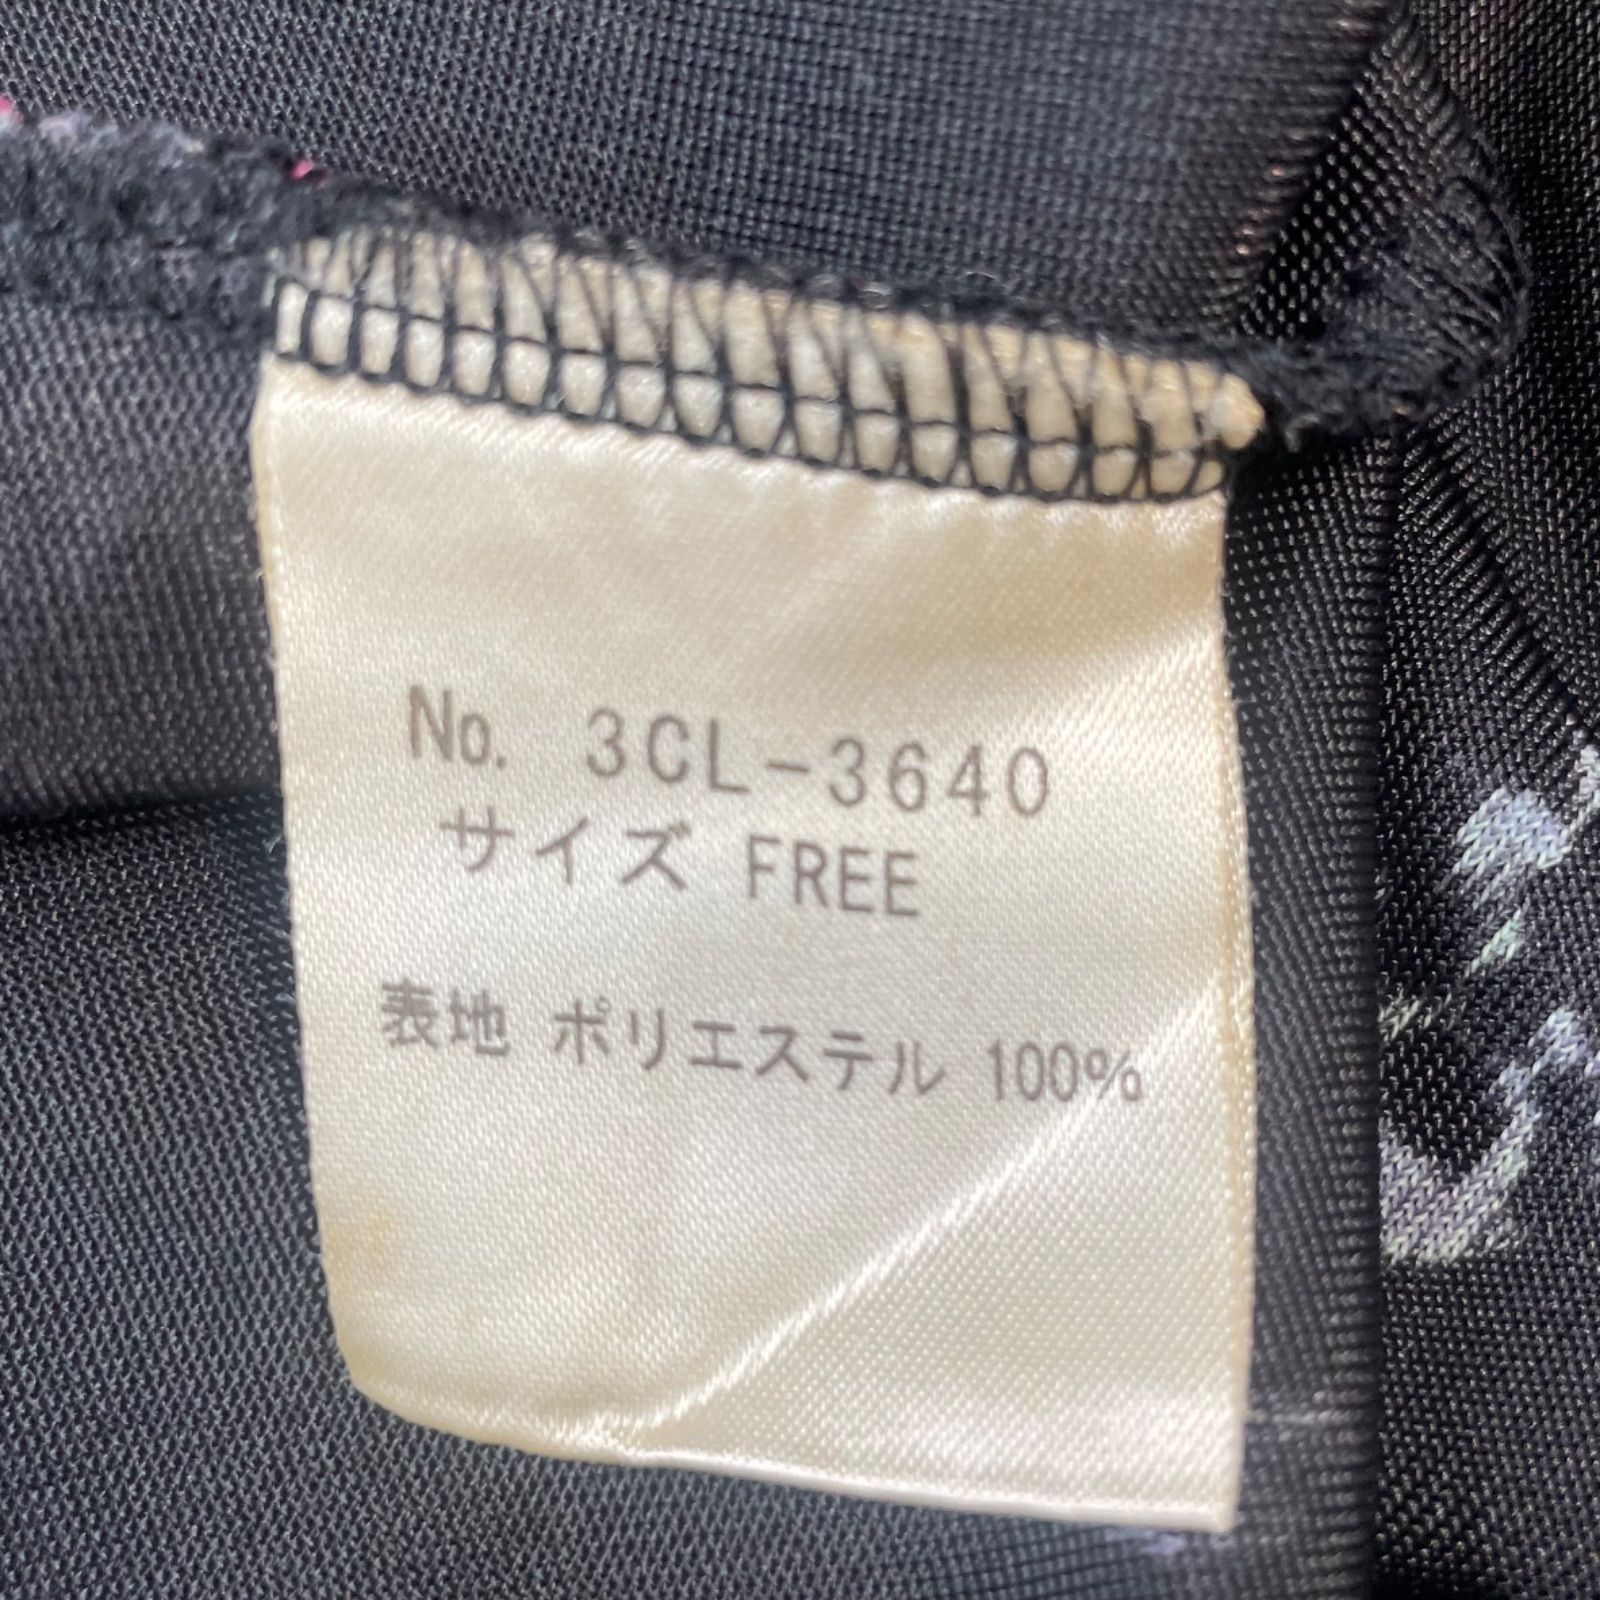 No. 3CL-3640
サイズ FREE
表地 ポリエステル 100%